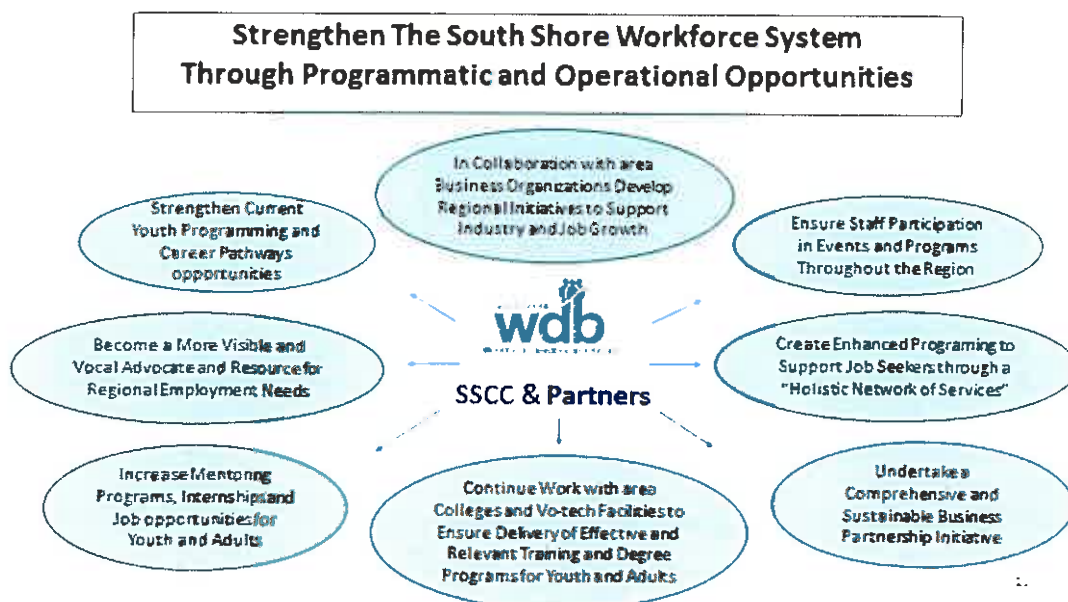 Strengthen The South Shore Workforce System
Through Programmatic and Operational Opportunities
In Collaboration with area
Business Organizations Develop
Regional Initiatives to Support
Industry and Job Growth
Strengthen Current
Youth Programming and
Career Pathways
opportunities
Ensure Staff Participation
in Events and Programs
Throughout the Region
wdb
Become a More Visible and
Vocal Advocate and Resource for
Regional Employment Needs
Create Enhanced Programing to
Support Job Seekers through a
"Holistic Network of Services"
SSCC & Partners
Increase Mentoring
Programs, Internships and
Job opportunities for
Youth and Adults
Continue Work with area
Colleges and Vo-tech Facilities to
Ensure Delivery of Effective and
Relevant Training and Degree
Programs for Youth and Adults
Undertake a
Comprehensive and
Sustainable Business
Partnership Initiative